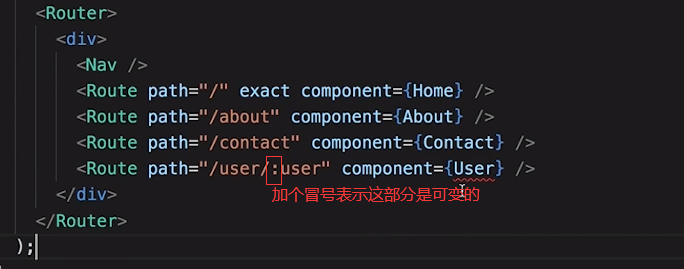 <Router>
<div>
<Nav />
<Route path="/" exact component={Home} />
<Route path="/about" component={About} />
<Route path="/contact" component={Contact} />
<Route path="/user/:user" component={User} />
加个冒号表示这部分是可变的
</div>
</Router>
);